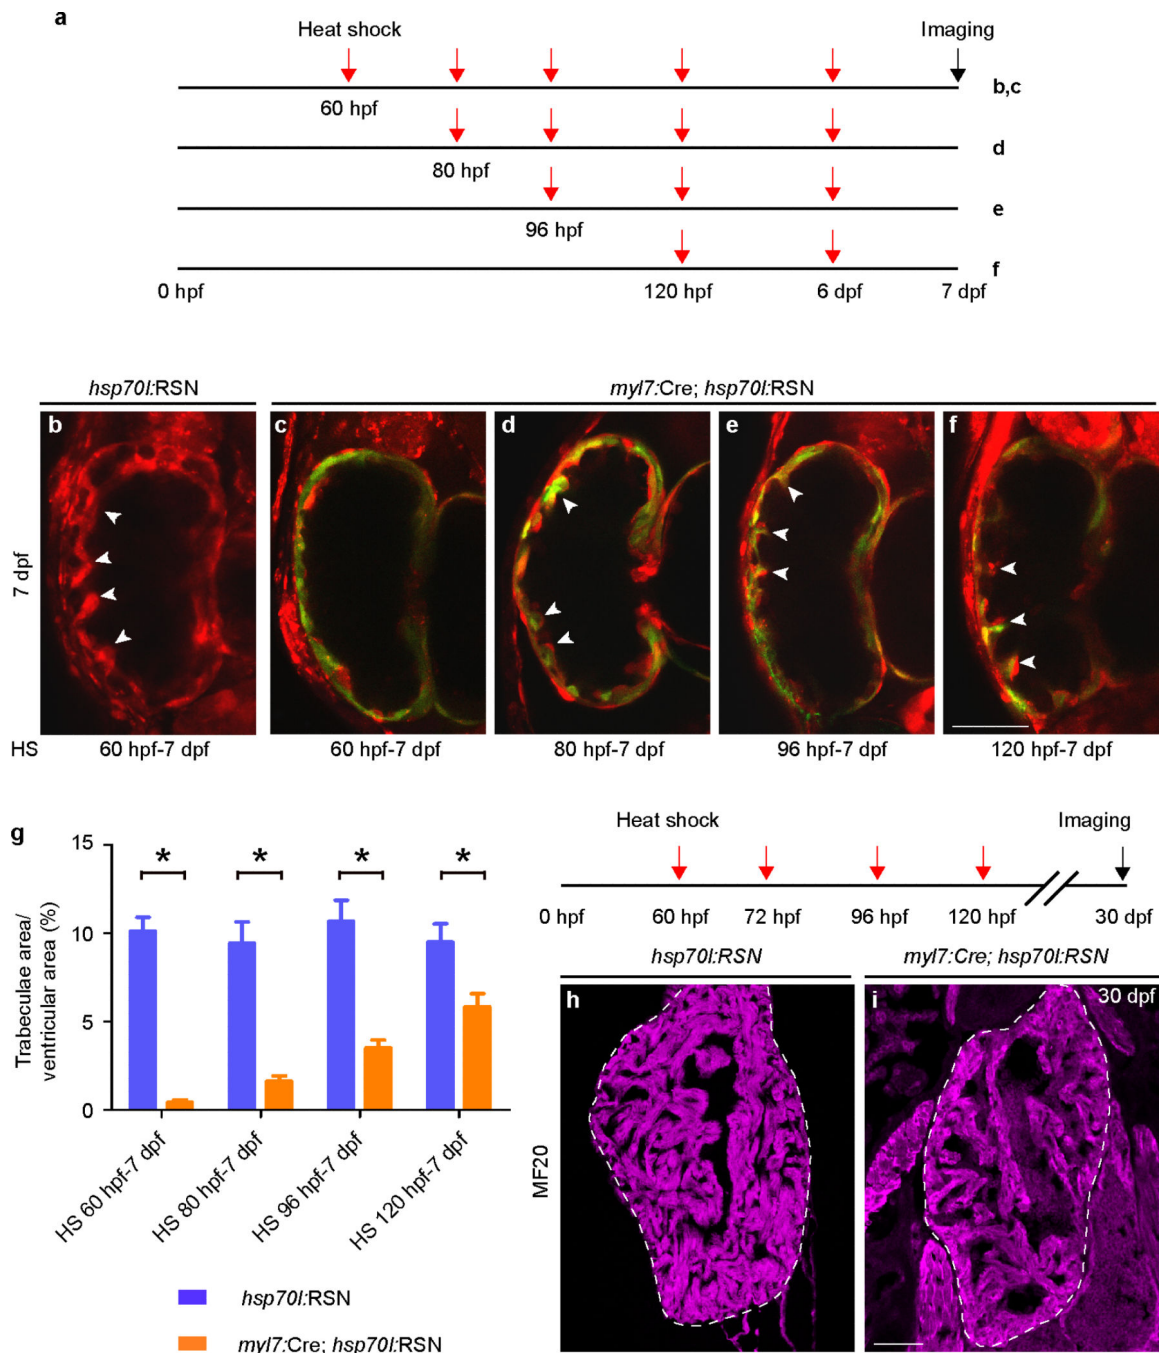 a
Heat shock
Imaging
b,c
60 hpf
d
80 hpf
e
96 hpf
f
0 hpf
120 hpf
6 dpf
7 dpf
hsp70l:RSN
myl7:Cre; hsp70l:RSN
b
c
d
e
f
7 dpf
HS
60 hpf-7 dpf
60 hpf-7 dpf
80 hpf-7 dpf
96 hpf-7 dpf
120 hpf-7 dpf
g
Trabeculae area/
ventricular area (%)
15
10
5
0
*
*
*
*
HS 60 hpf-7 dpf
HS 80 hpf-7 dpf
HS 96 hpf-7 dpf
HS 120 hpf-7 dpf
hsp70l:RSN
myl7:Cre; hsp70l:RSN
Heat shock
Imaging
0 hpf
60 hpf
72 hpf
96 hpf
120 hpf
30 dpf
hsp70l:RSN
myl7:Cre; hsp70l:RSN
h
i
30 dpf
MF20